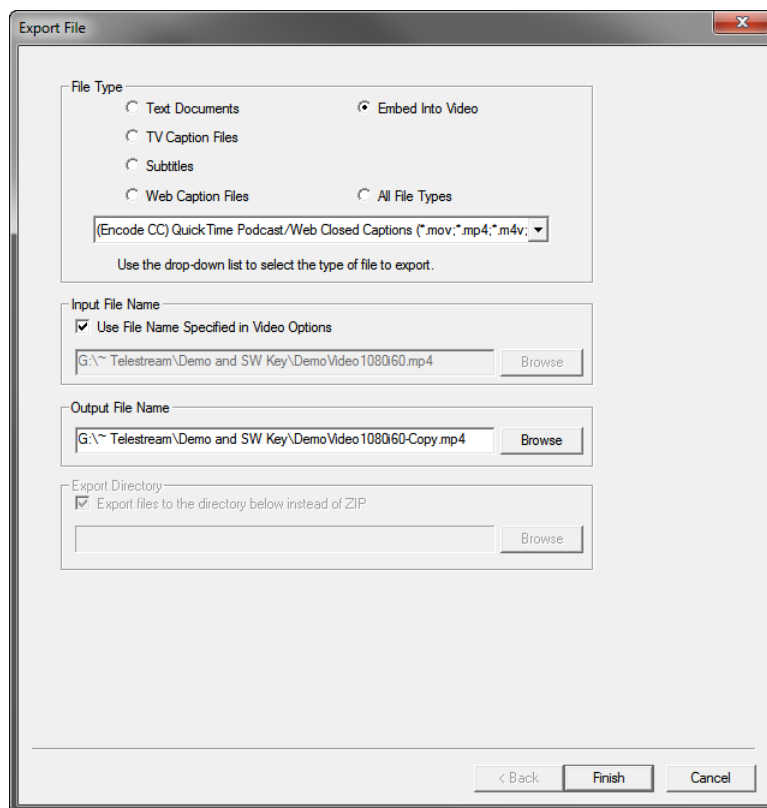 Export File
File Type
Text Documents
Embed Into Video
TV Caption Files
Subtitles
Web Caption Files
All File Types
(Encode CC) QuickTime Podcast/Web Closed Captions (*.mov;*.mp4;*.m4v;
Use the drop-down list to select the type of file to export.
Input File Name
Use File Name Specified in Video Options
G:\~ Telestream\Demo and SW Key\DemoVideo1080i60.mp4
Browse
Output File Name
G:\~ Telestream\Demo and SW Key\DemoVideo1080i60-Copy.mp4
Browse
Export Directory
Export files to the directory below instead of ZIP
Browse
< Back
Finish
Cancel